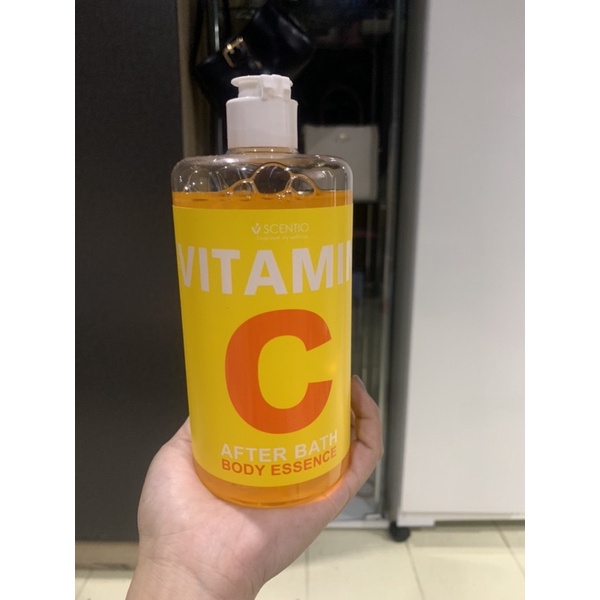 SCENTIO
VITAMI
C
AFTER BATH
BODY ESSENCE